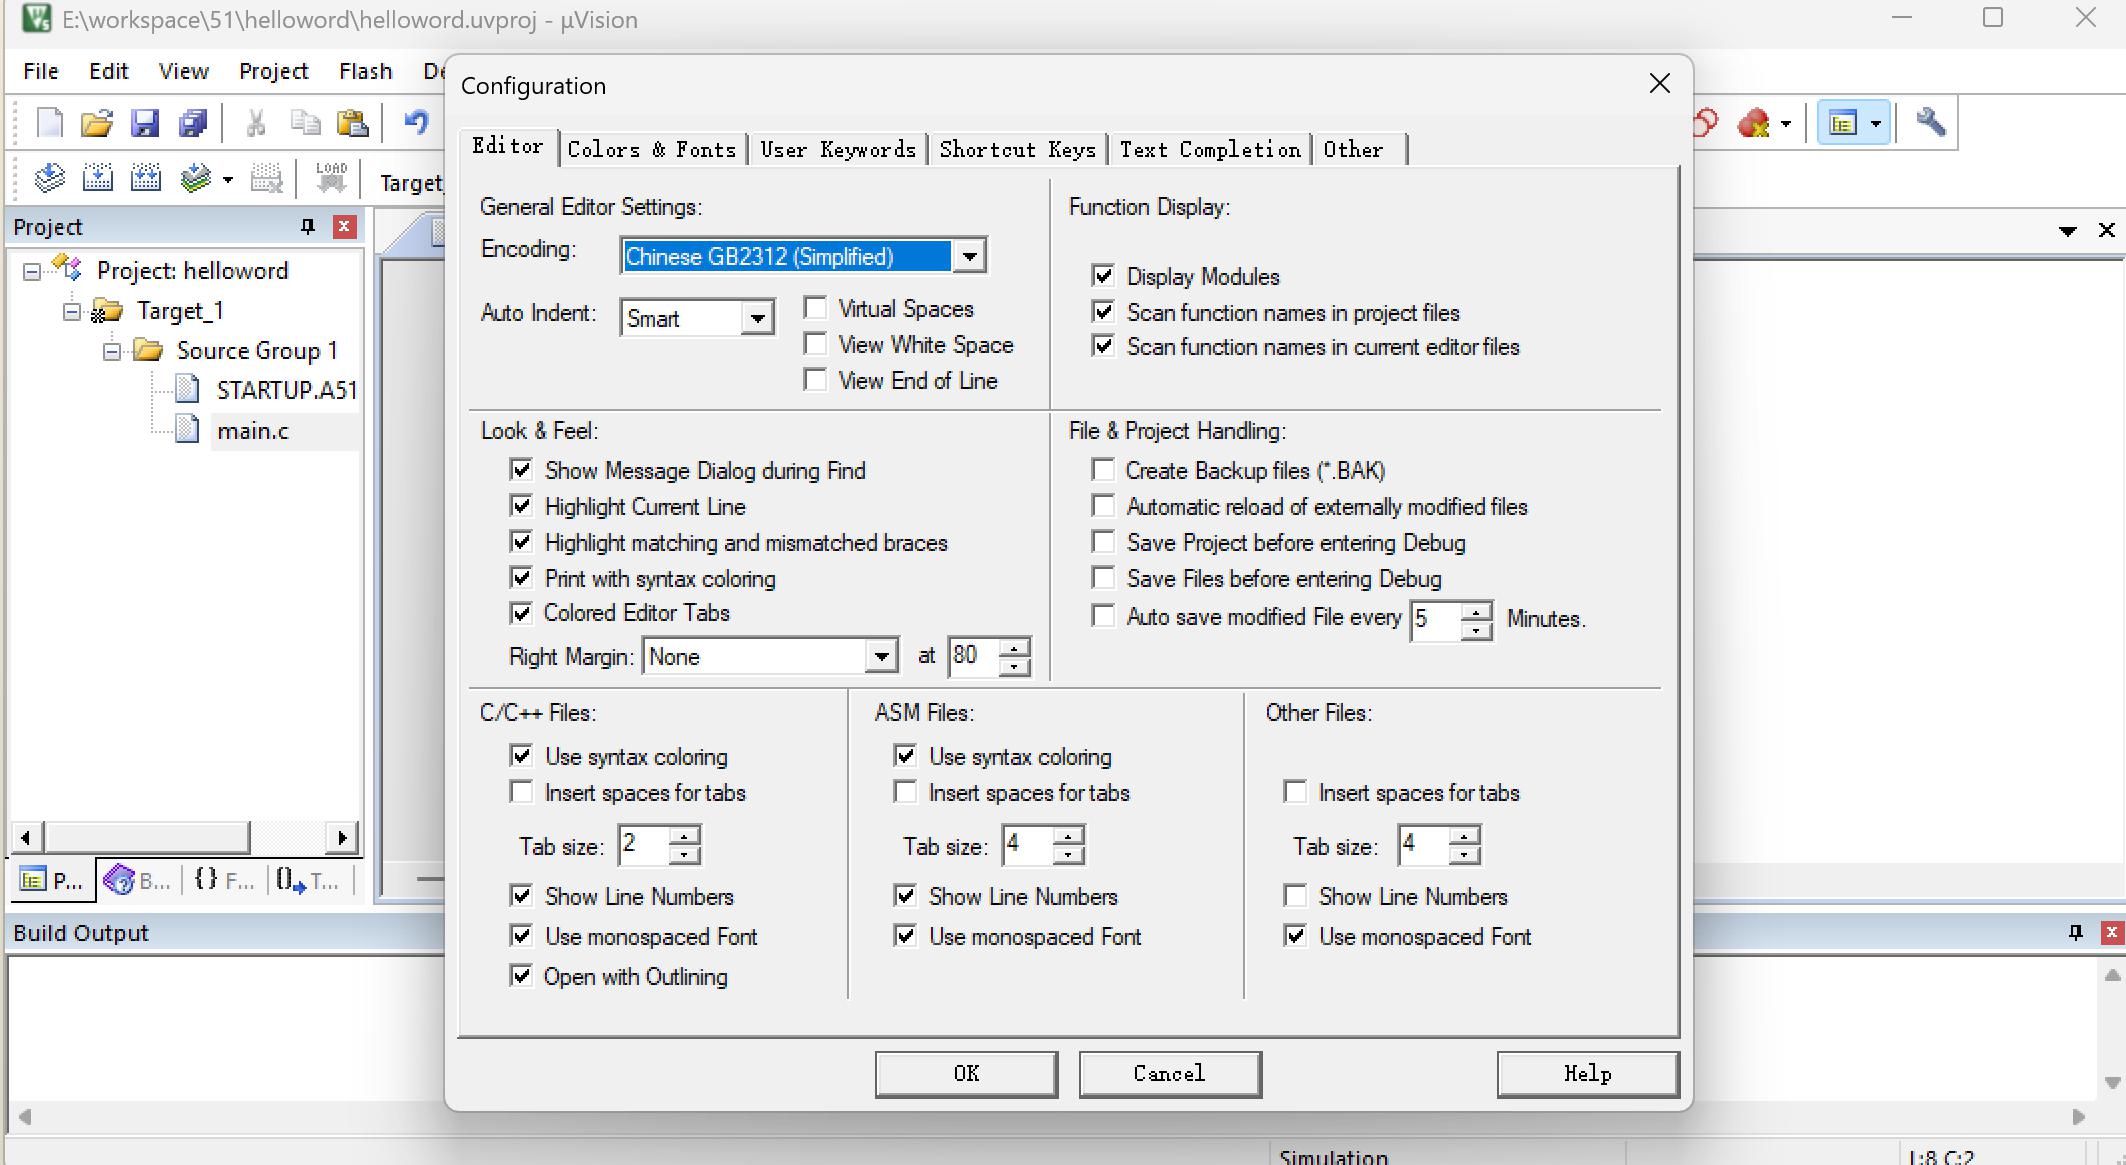 E:\workspace\51\helloword\helloword.uvproj - µVision
File Edit View Project Flash
Configuration
LOAD
Target
Editor Colors & Fonts User Keywords Shortcut Keys Text Completion Other
Project
Project: helloword
Target_1
Source Group 1
STARTUP.A51
main.c
P... B... {} F... {} T...
General Editor Settings:
Encoding: Chinese GB2312 (Simplified)
Auto Indent: Smart
Virtual Spaces
View White Space
View End of Line
Function Display:
Display Modules
Scan function names in project files
Scan function names in current editor files
Look & Feel:
Show Message Dialog during Find
Highlight Current Line
Highlight matching and mismatched braces
Print with syntax coloring
Colored Editor Tabs
Right Margin: None at 80
File & Project Handling:
Create Backup files (*.BAK)
Automatic reload of externally modified files
Save Project before entering Debug
Save Files before entering Debug
Auto save modified File every 5 Minutes.
C/C++ Files:
Use syntax coloring
Insert spaces for tabs
Tab size: 2
Show Line Numbers
Use monospaced Font
Open with Outlining
ASM Files:
Use syntax coloring
Insert spaces for tabs
Tab size: 4
Show Line Numbers
Use monospaced Font
Other Files:
Insert spaces for tabs
Tab size: 4
Show Line Numbers
Use monospaced Font
OK Cancel Help
Build Output
Simulation
L:8 C:2